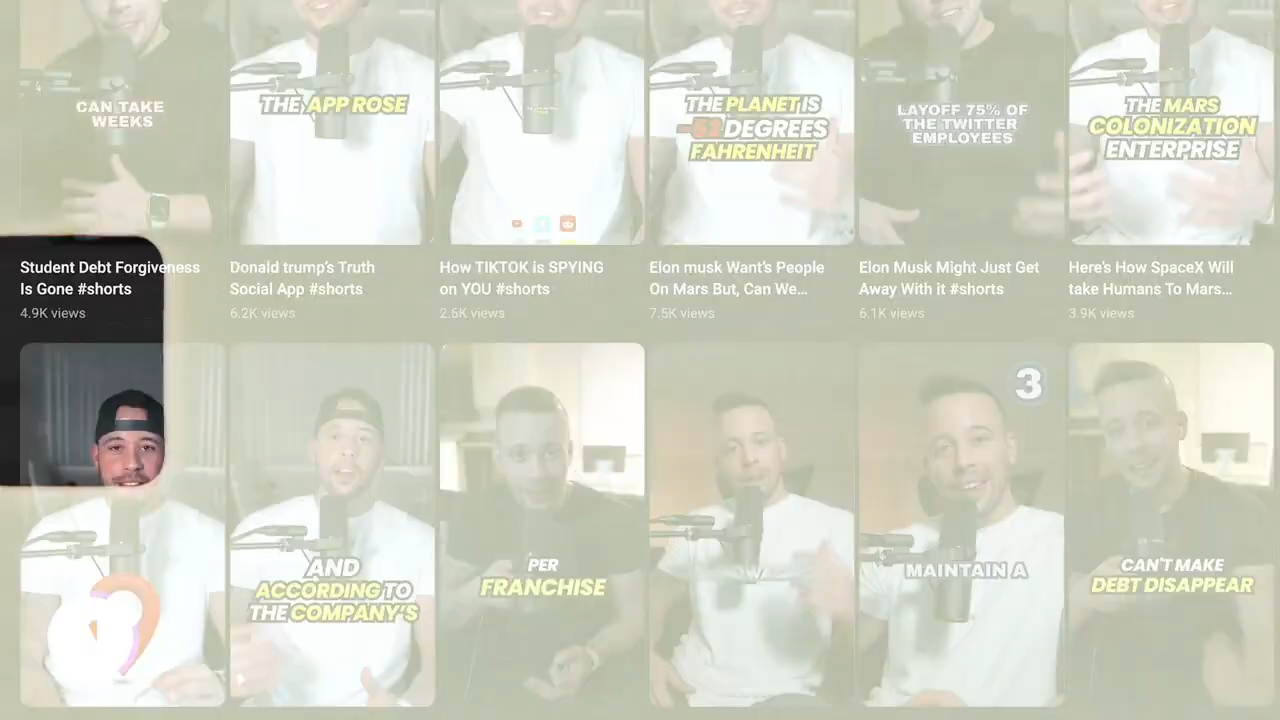 CAN TAKE
WEEKS
THE APP ROSE
THE PLANET IS
-52 DEGREES
FAHRENHEIT
LAYOFF 75% OF
THE TWITTER
EMPLOYEES
THE MARS
COLONIZATION
ENTERPRISE
Student Debt Forgiveness
Is Gone #shorts
4.9K views
Donald trump's Truth
Social App #shorts
6.2K views
How TIKTOK is SPYING
on YOU #shorts
2.6K views
Elon musk Want's People
On Mars But, Can We...
7.5K views
Elon Musk Might Just Get
Away With it #shorts
6.1K views
Here's How SpaceX Will
take Humans To Mars...
3.9K views
AND
ACCORDING TO
THE COMPANY'S
PER
FRANCHISE
3
MAINTAIN A
CAN'T MAKE
DEBT DISAPPEAR